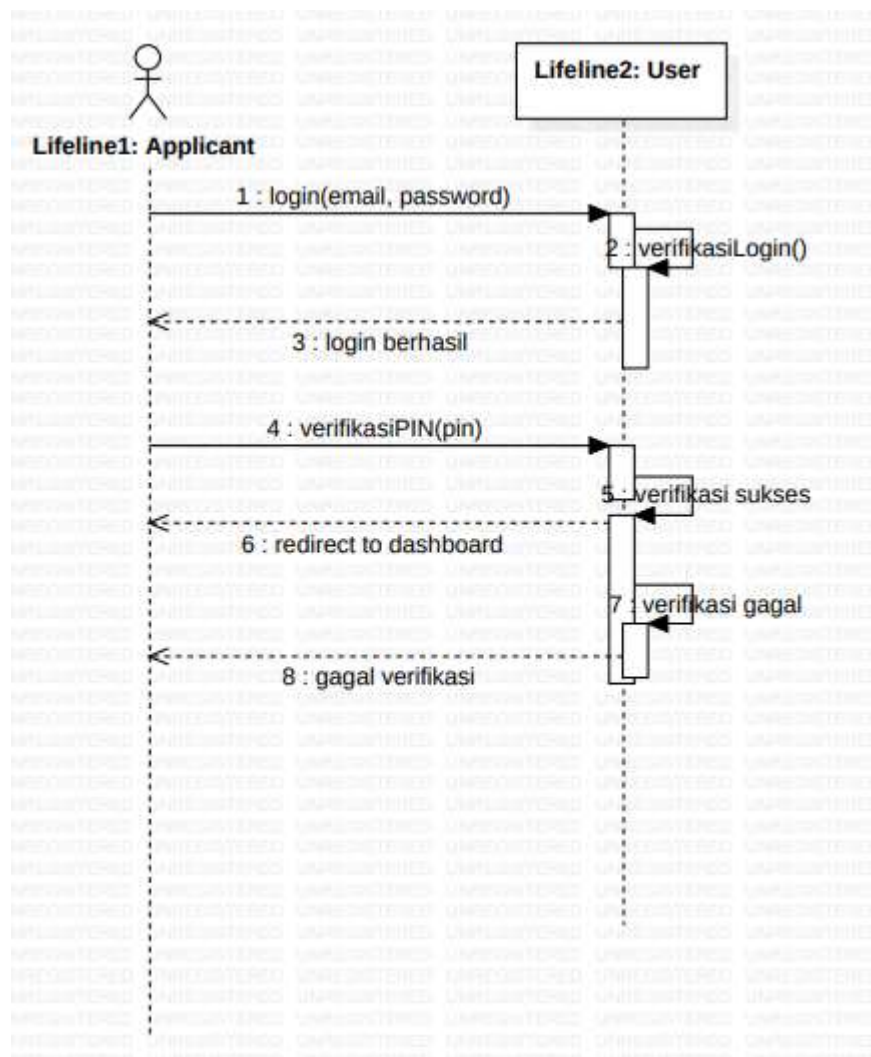 Lifeline2: User
Lifeline1: Applicant
1 : login(email, password)
2 : verifikasiLogin()
3 : login berhasil
4 : verifikasiPIN(pin)
5 : verifikasi sukses
6 : redirect to dashboard
7 : verifikasi gagal
8 : gagal verifikasi